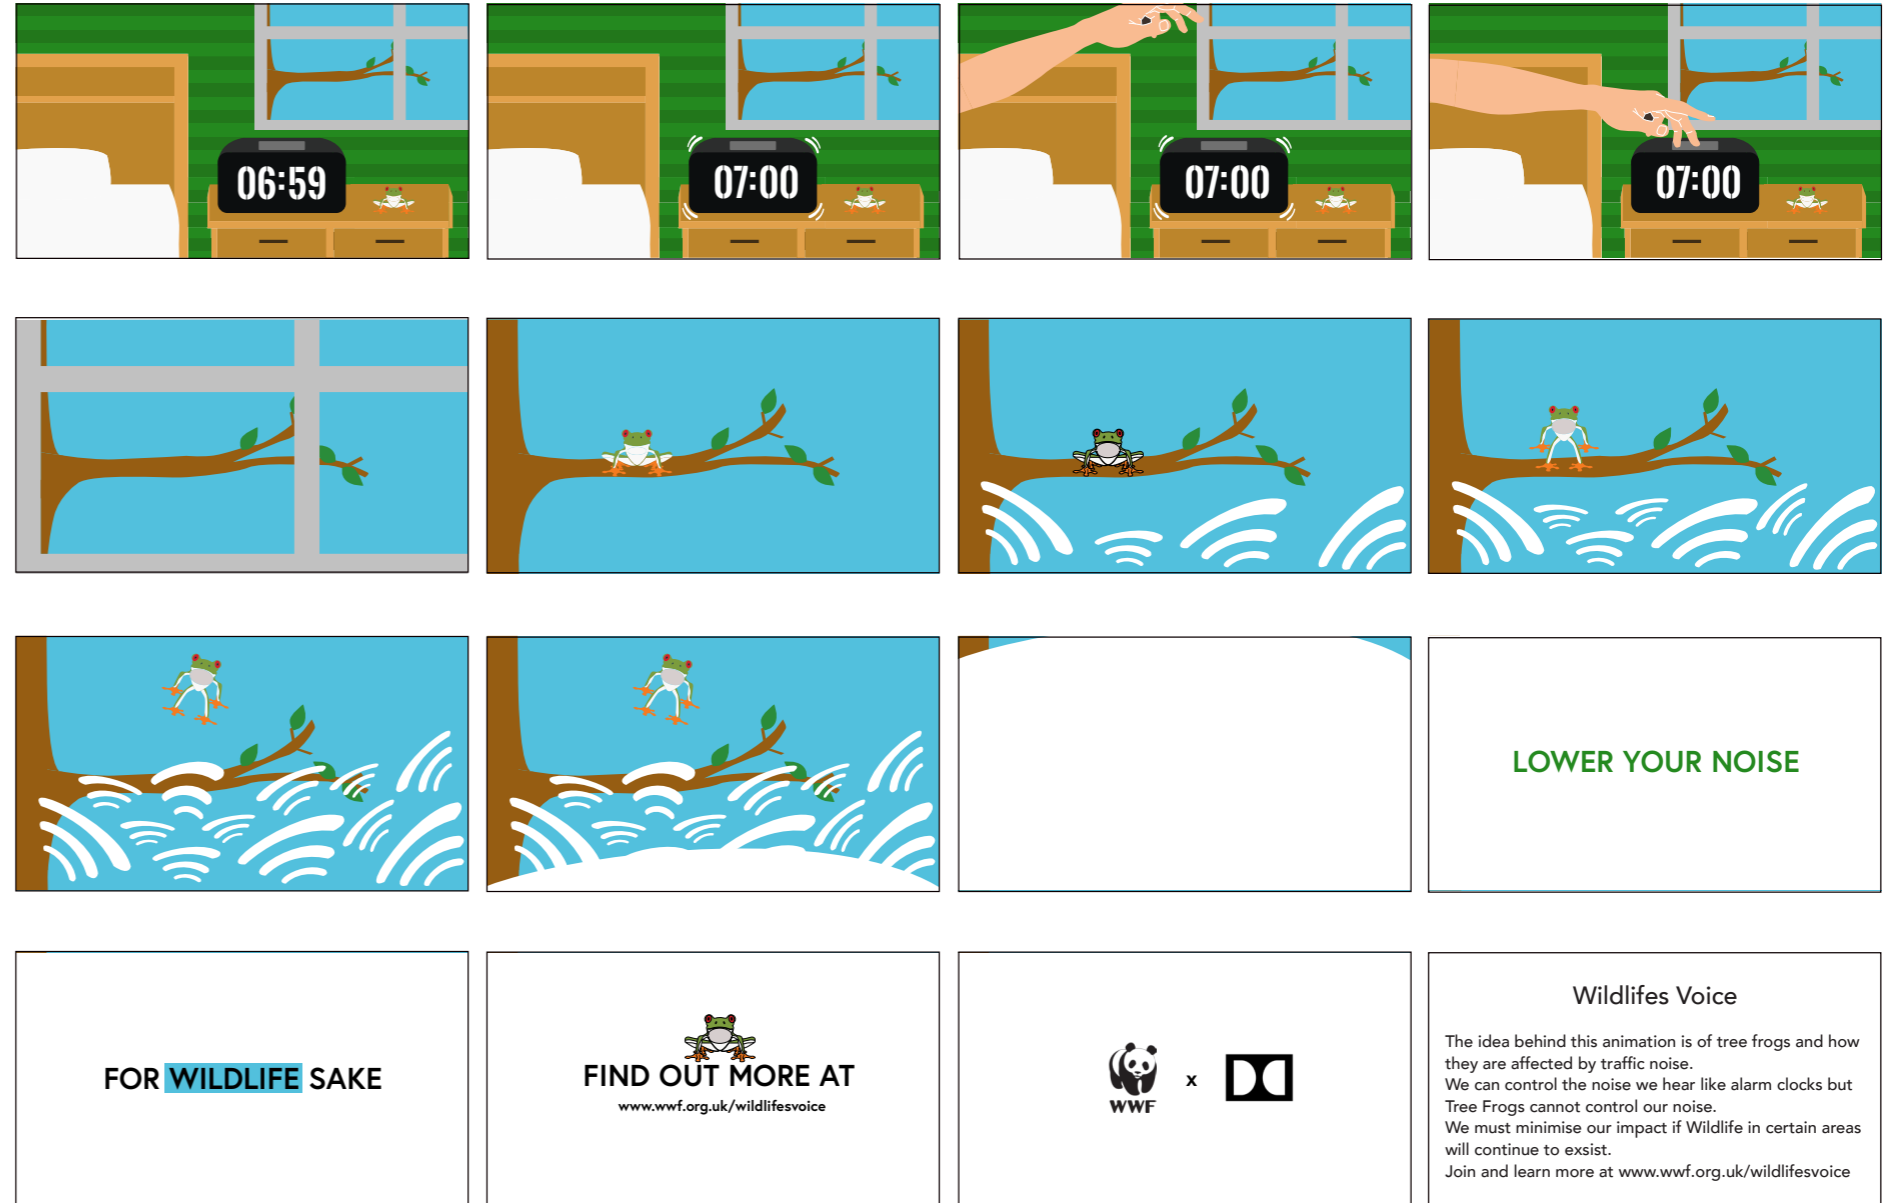 06:59
07:00
07:00
07:00
LOWER YOUR NOISE
FOR WILDLIFE SAKE
FIND OUT MORE AT
www.wwf.org.uk/wildlifesvoice
WWF
x
Wildlifes Voice
The idea behind this animation is of tree frogs and how
they are affected by traffic noise.
We can control the noise we hear like alarm clocks but
Tree Frogs cannot control our noise.
We must minimise our impact if Wildlife in certain areas
will continue to exsist.
Join and learn more at www.wwf.org.uk/wildlifesvoice